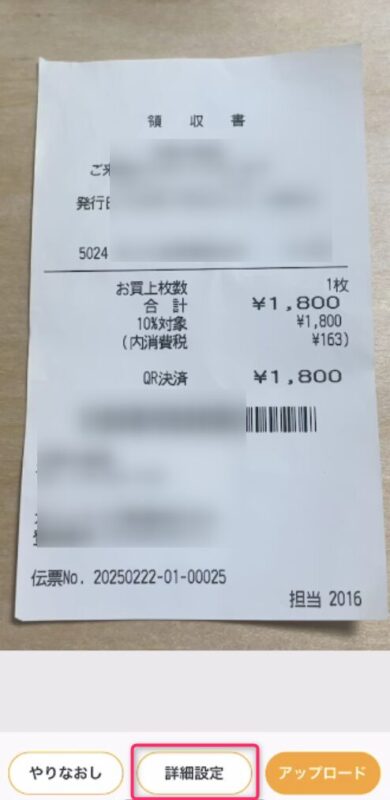 領 収 書
ご来
発行日
5024
お買上枚数 1枚
合 計 ¥1,800
10%対象 ¥1,800
(内消費税 ¥163)
QR決済 ¥1,800
伝票No. 20250222-01-00025
担当 2016
やりなおし 詳細設定 アップロード